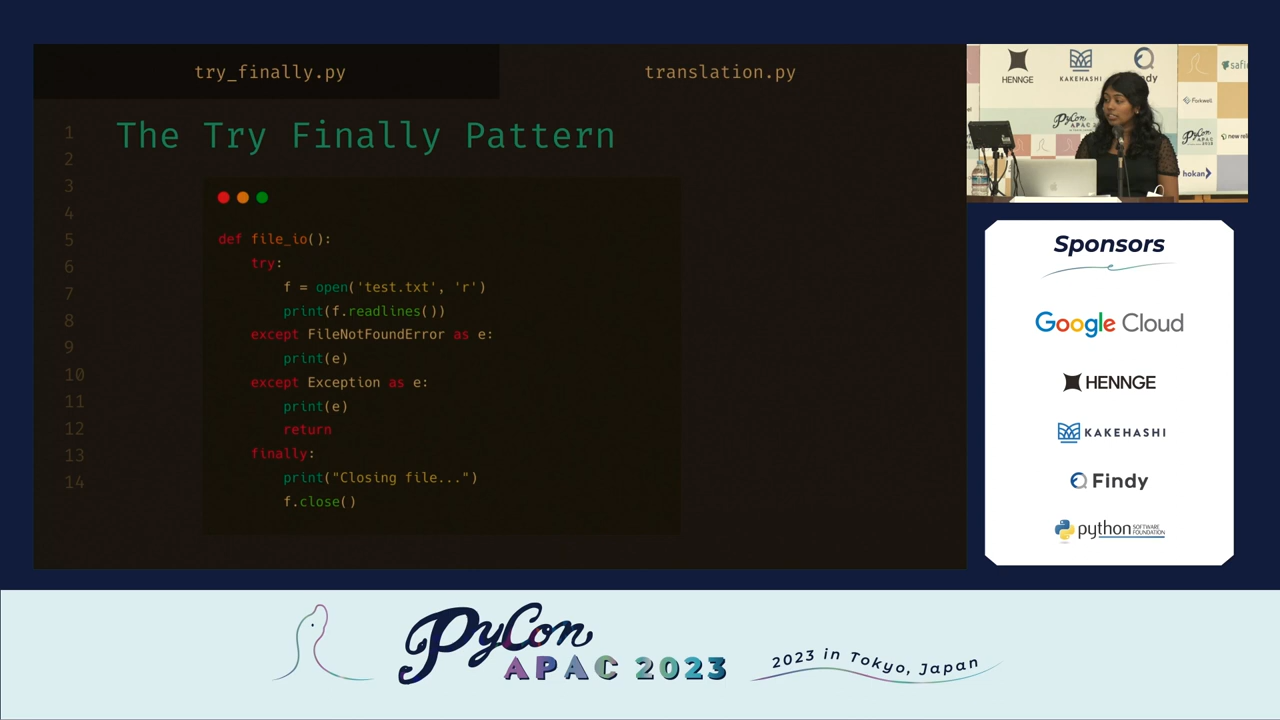 try_finally.py
translation.py
The Try Finally Pattern
1
2
3
4
5
6
7
8
9
10
11
12
13
14
def file_io():
try:
f = open('test.txt', 'r')
print(f.readlines())
except FileNotFoundError as e:
print(e)
except Exception as e:
print(e)
return
finally:
print("Closing file...")
f.close()
HENNGE
KAKEHASHI
PyCon
APAC
hokan
Sponsors
Google Cloud
HENNGE
KAKEHASHI
Findy
python SOFTWARE FOUNDATION
PyCon
APAC 2023
2023 in Tokyo, Japan